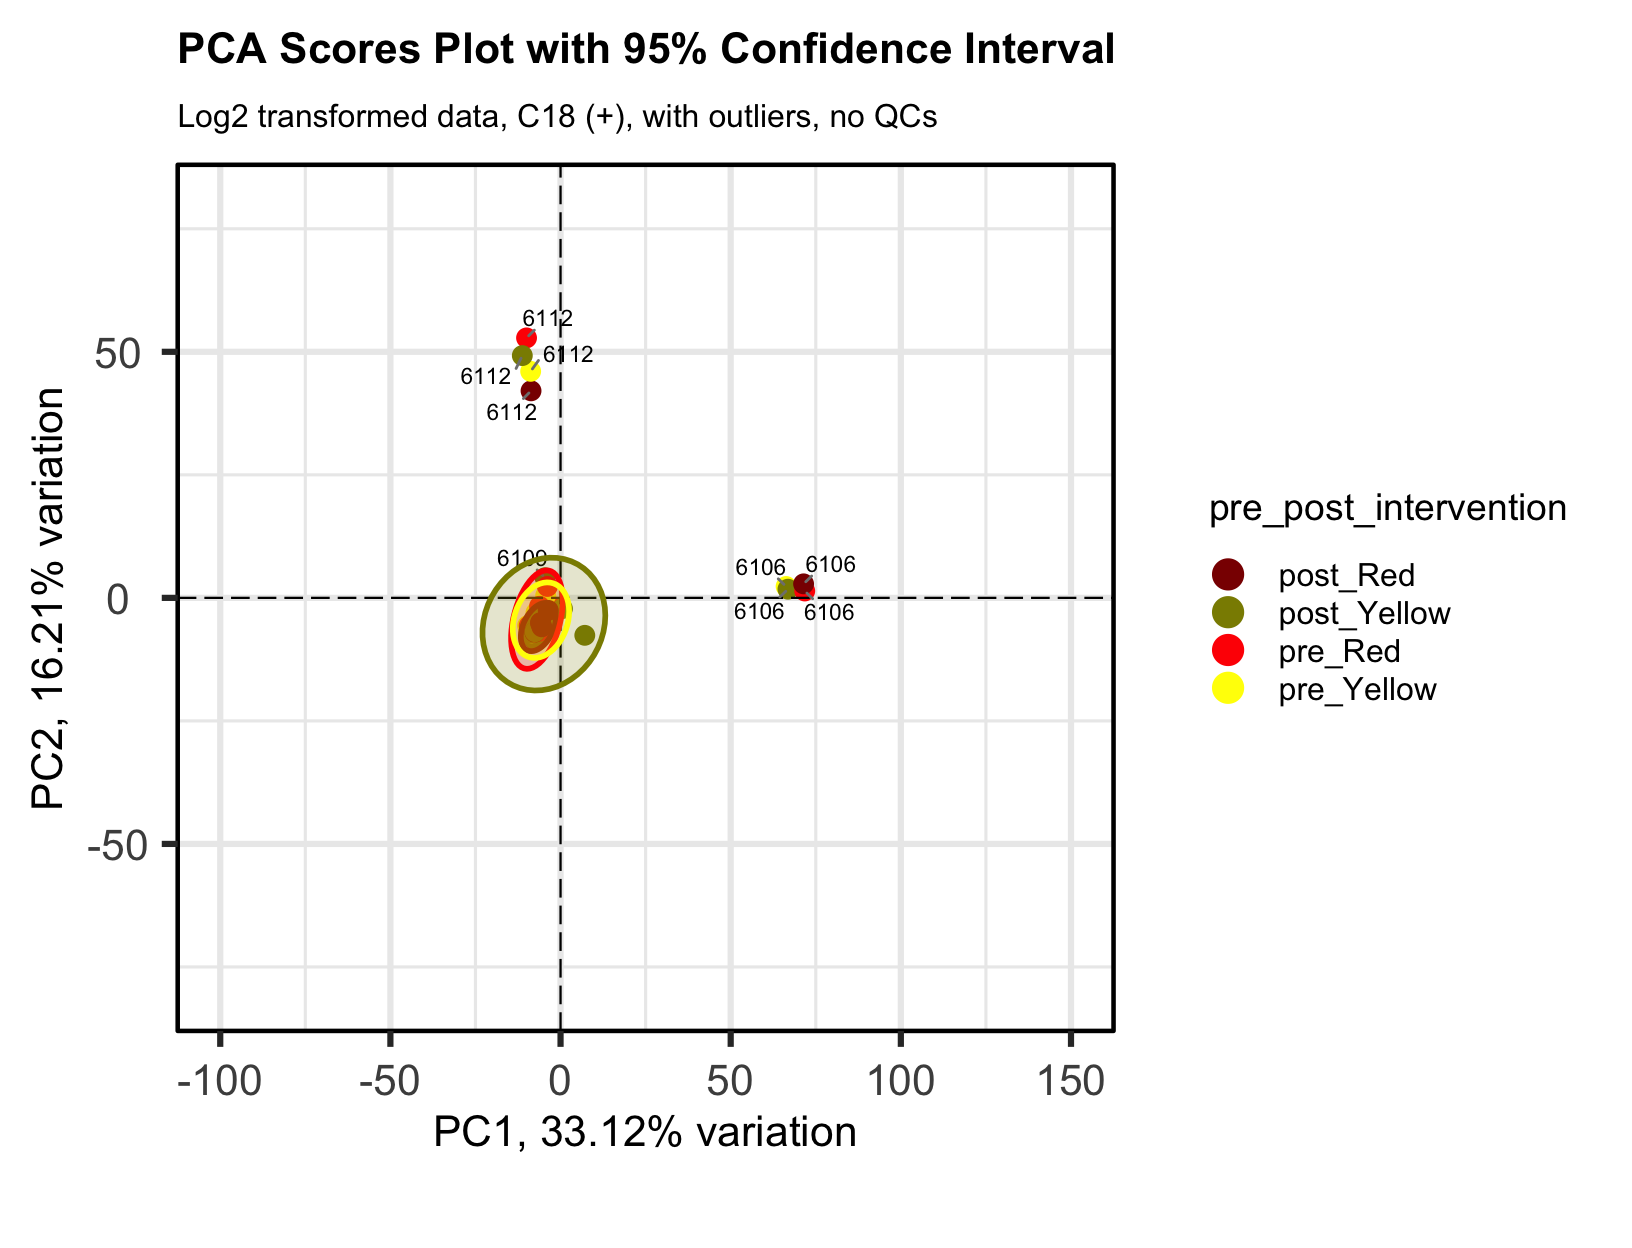 PCA Scores Plot with 95% Confidence Interval
Log2 transformed data, C18 (+), with outliers, no QCs
PC2, 16.21% variation
50
0
-50
6112
6112
6112
6112
6109
6106
6106
6106
6106
-100
-50
0
50
100
150
PC1, 33.12% variation
pre_post_intervention
post_Red
post_Yellow
pre_Red
pre_Yellow